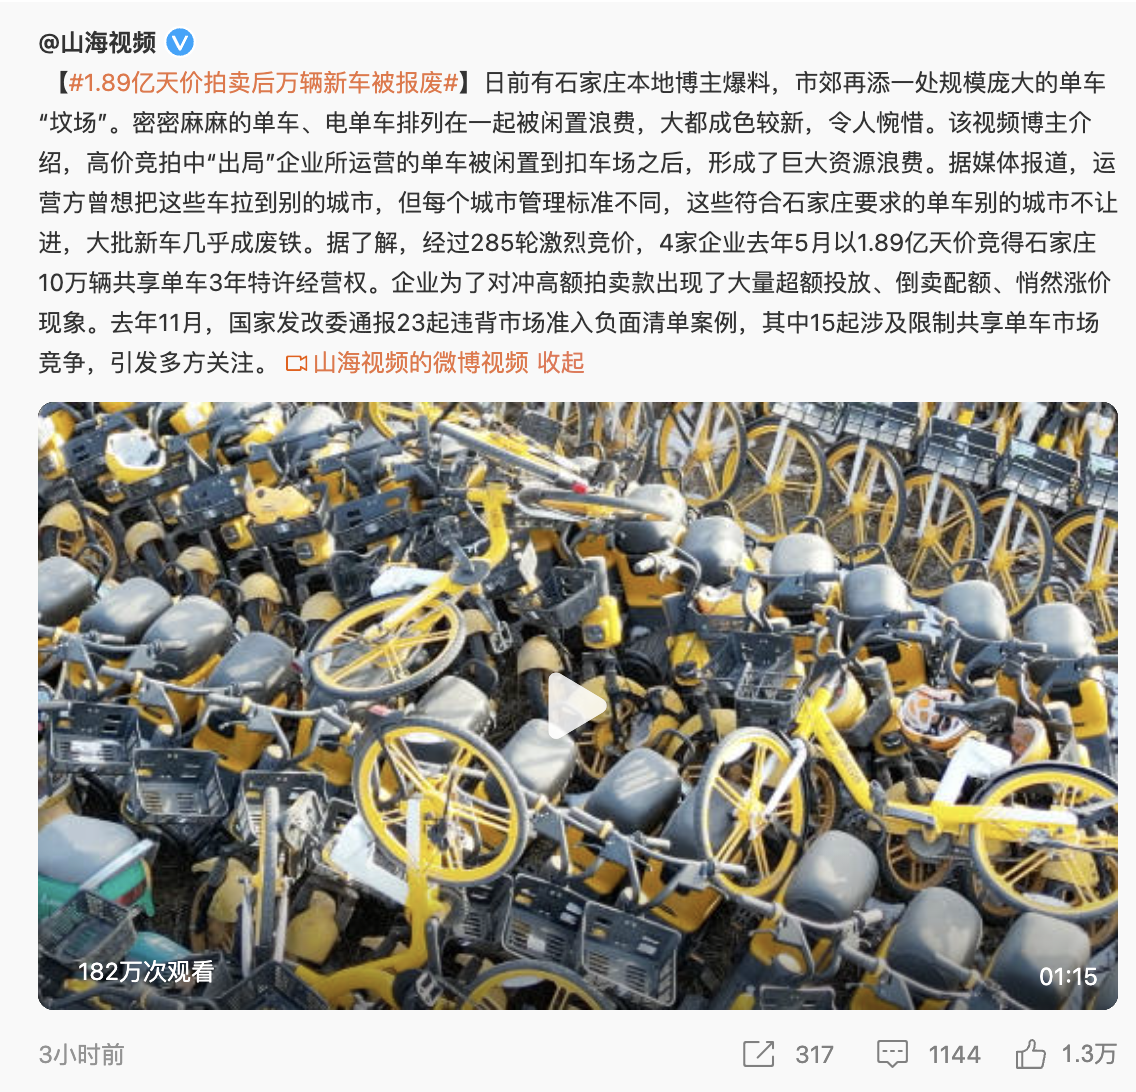 @山海视频
【#1.89亿天价拍卖后万辆新车被报废#】日前有石家庄本地博主爆料，市郊再添一处规模庞大的单车
“坟场”。密密麻麻的单车、电单车排列在一起被闲置浪费，大都成色较新，令人惋惜。该视频博主介
绍，高价竞拍中“出局”企业所运营的单车被闲置到扣车场之后，形成了巨大资源浪费。据媒体报道，运
营方曾想把这些车拉到别的城市，但每个城市管理标准不同，这些符合石家庄要求的单车别的城市不让
进，大批新车几乎成废铁。据了解，经过285轮激烈竞价，4家企业去年5月以1.89亿天价竞得石家庄
10万辆共享单车3年特许经营权。企业为了对冲高额拍卖款出现了大量超额投放、倒卖配额、悄然涨价
现象。去年11月，国家发改委通报23起违背市场准入负面清单案例，其中15起涉及限制共享单车市场
竞争，引发多方关注。 山海视频的微博视频 收起
182万次观看 01:15
3小时前 317 1144 1.3万